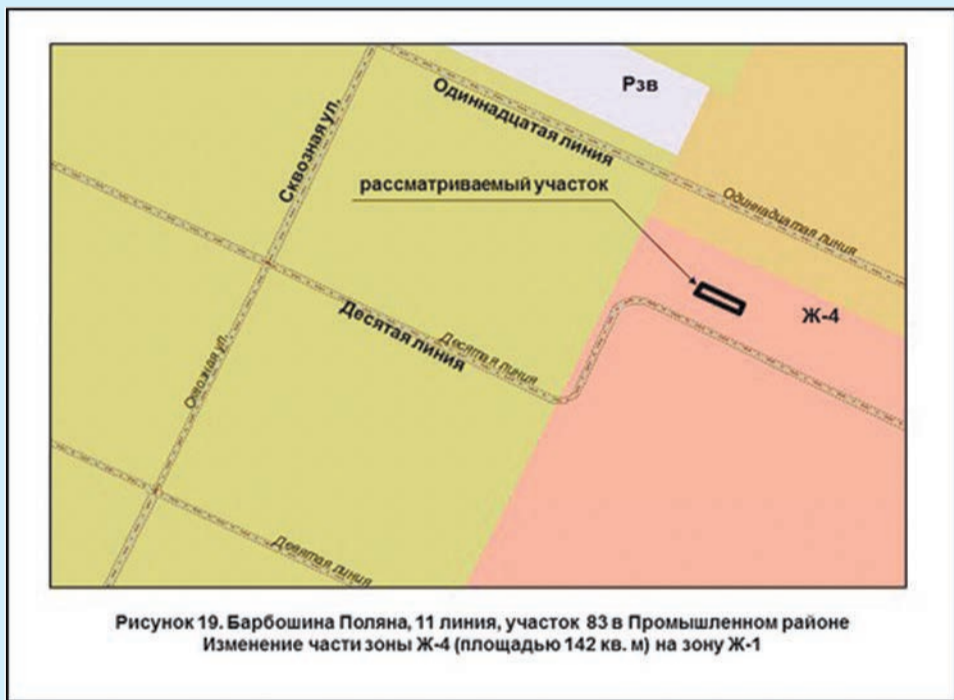 Рзв
Одиннадцатая линия
Сквозная ул.
рассматриваемый участок
Одиннадцатая линия
Ж-4
Десятая линия
Десятая линия
Сквозная ул.
Девятая линия
Рисунок 19. Барбошина Поляна, 11 линия, участок 83 в Промышленном районе
Изменение части зоны Ж-4 (площадью 142 кв. м) на зону Ж-1